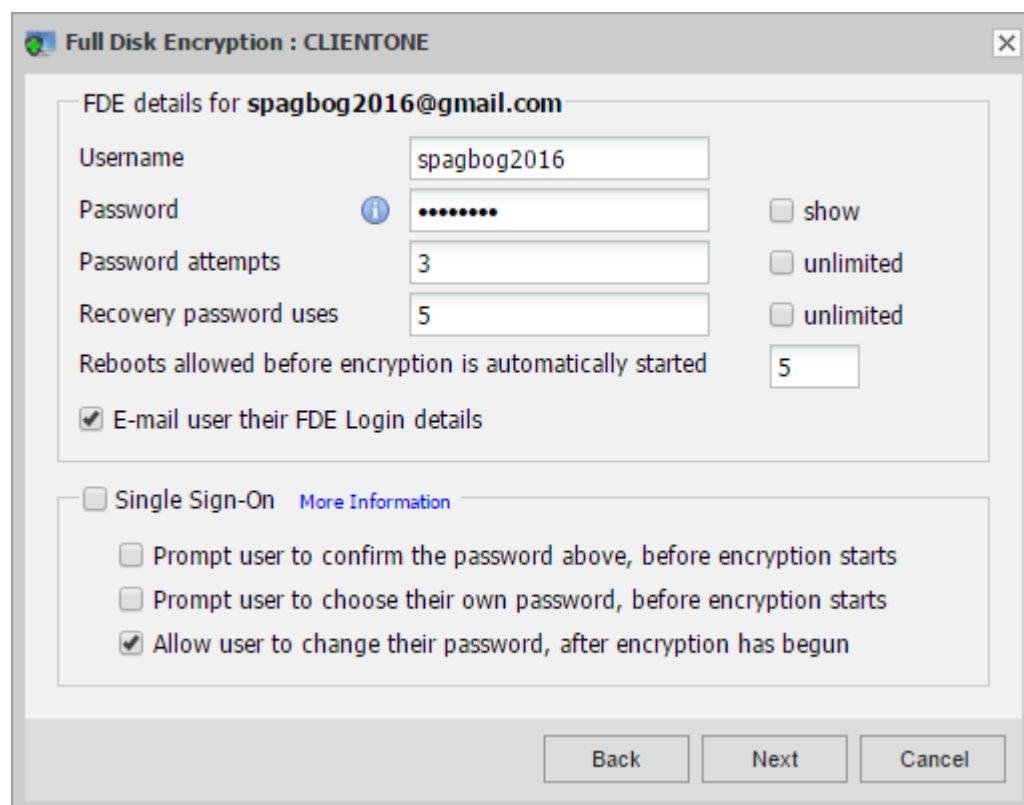 Full Disk Encryption : CLIENTONE
FDE details for spagbog2016@gmail.com
Username spagbog2016
Password •••••••• show
Password attempts 3 unlimited
Recovery password uses 5 unlimited
Reboots allowed before encryption is automatically started 5
E-mail user their FDE Login details
Single Sign-On More Information
Prompt user to confirm the password above, before encryption starts
Prompt user to choose their own password, before encryption starts
Allow user to change their password, after encryption has begun
Back Next Cancel